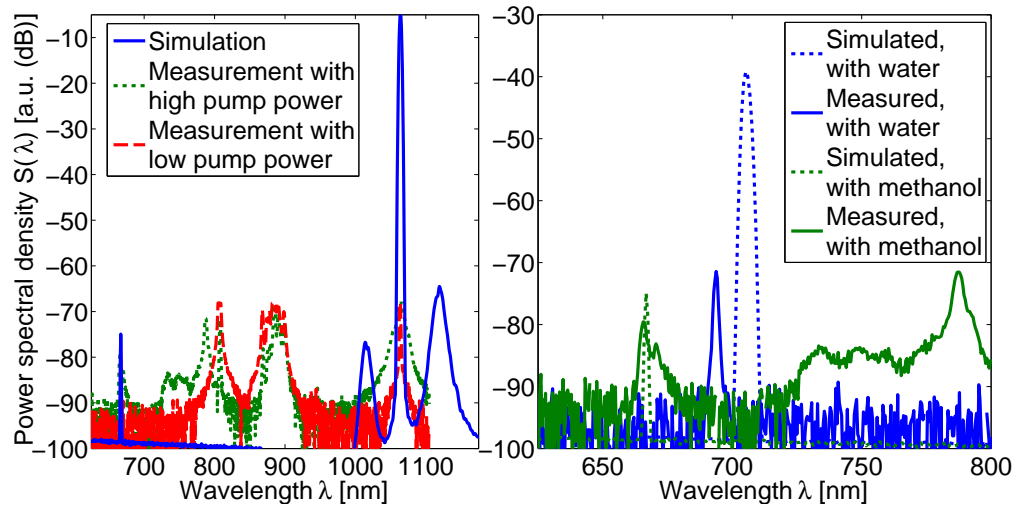 Power spectral density S(λ) [a.u. (dB)]
−10
−20
−30
−40
−50
−60
−70
−80
−90
−100
700 800 900 1000 1100
Wavelength λ [nm]
Simulation
Measurement with
high pump power
Measurement with
low pump power
−30
−40
−50
−60
−70
−80
−90
−100
650 700 750 800
Wavelength λ [nm]
Simulated,
with water
Measured,
with water
Simulated,
with methanol
Measured,
with methanol